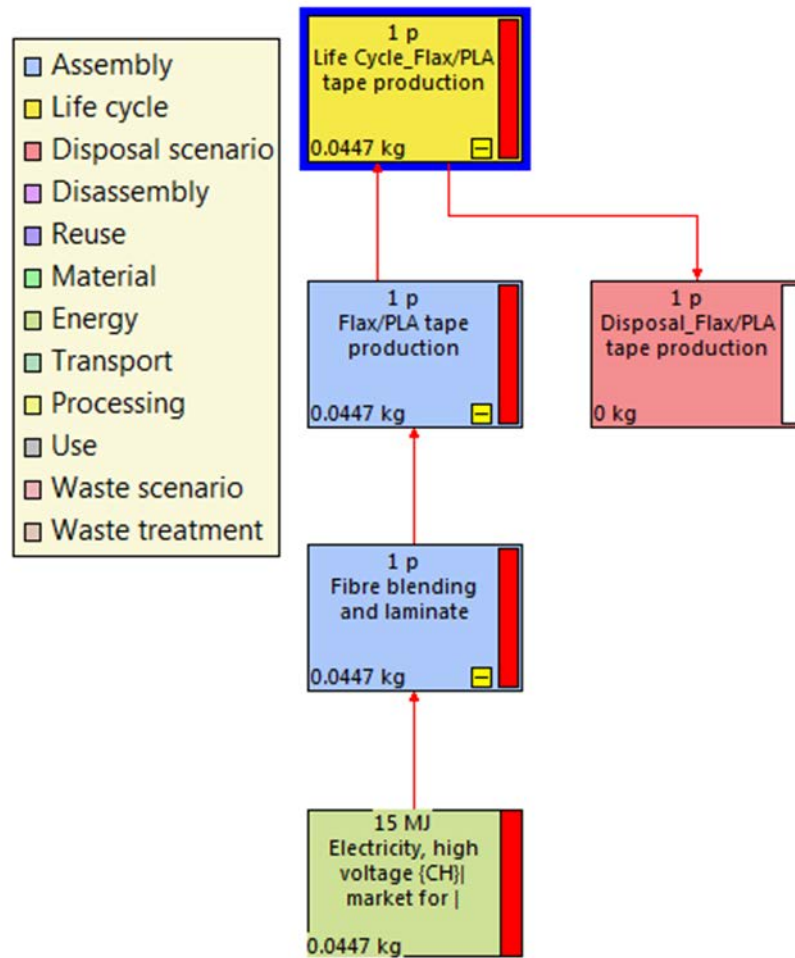 Assembly
Life cycle
Disposal scenario
Disassembly
Reuse
Material
Energy
Transport
Processing
Use
Waste scenario
Waste treatment
1 p
Life Cycle_Flax/PLA
tape production
0.0447 kg
1 p
Flax/PLA tape
production
0.0447 kg
1 p
Disposal_Flax/PLA
tape production
0 kg
1 p
Fibre blending
and laminate
0.0447 kg
15 MJ
Electricity, high
voltage {CH}|
market for |
0.0447 kg